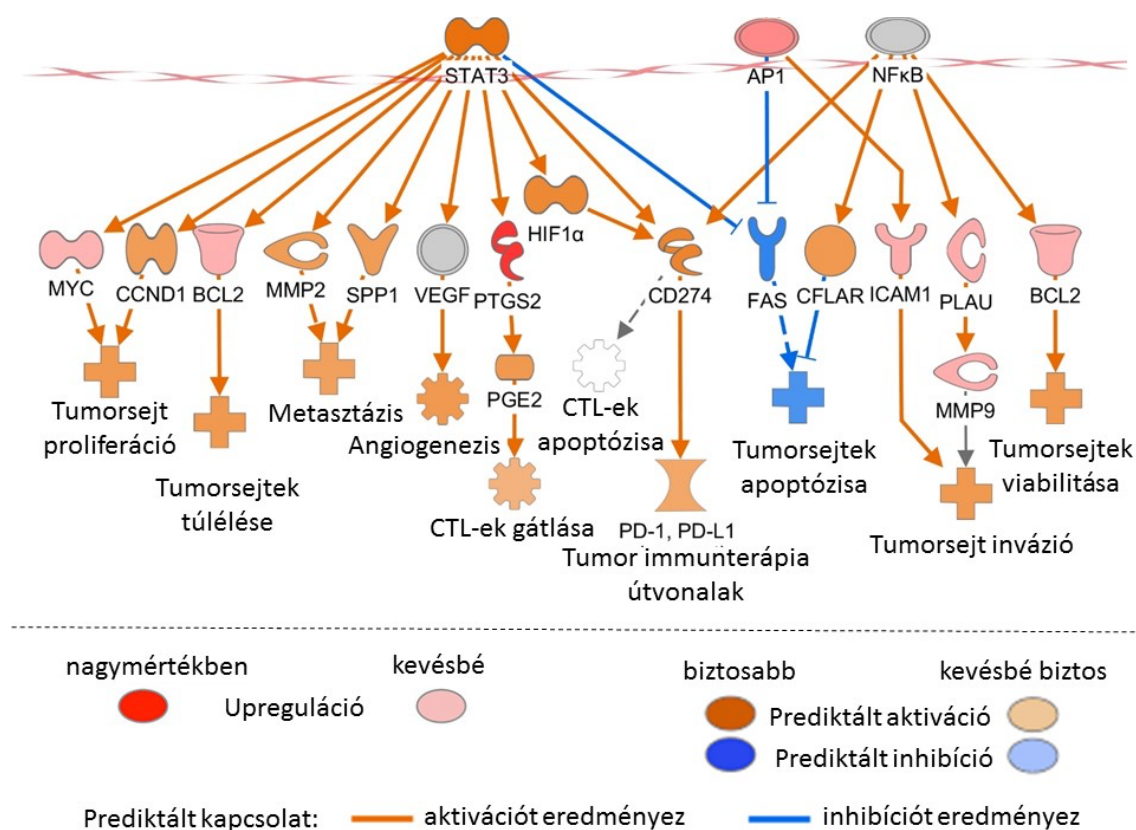 STAT3
AP1
NFκB
HIF1α
MYC
CCND1
BCL2
MMP2
SPP1
VEGF
PTGS2
CD274
FAS
CFLAR
ICAM1
PLAU
BCL2
PGE2
MMP9
Tumorsejt
proliferáció
Tumorsejtek
túlélése
Metasztázis
Angiogenezis
CTL-ek gátlása
CTL-ek
apoptózisa
PD-1, PD-L1
Tumor immunterápia
útvonalak
Tumorsejtek
apoptózisa
Tumorsejt invázió
Tumorsejtek
viabilitása
nagymértékben
kevésbé
biztosabb
kevésbé biztos
Upreguláció
Prediktált aktiváció
Prediktált inhibíció
Prediktált kapcsolat:
aktivációt eredményez
inhibíciót eredményez